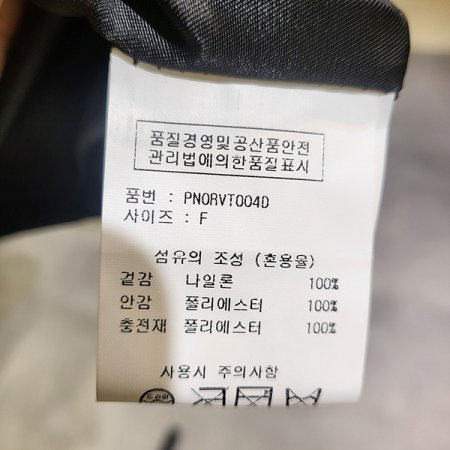 품질경영및공산품안전
관리법에의한품질표시
품번 : PNORVT004D
사이즈 : F
섬유의 조성 (혼용율)
겉감 나일론 100%
안감 폴리에스터 100%
충전재 폴리에스터 100%
사용시 주의사항